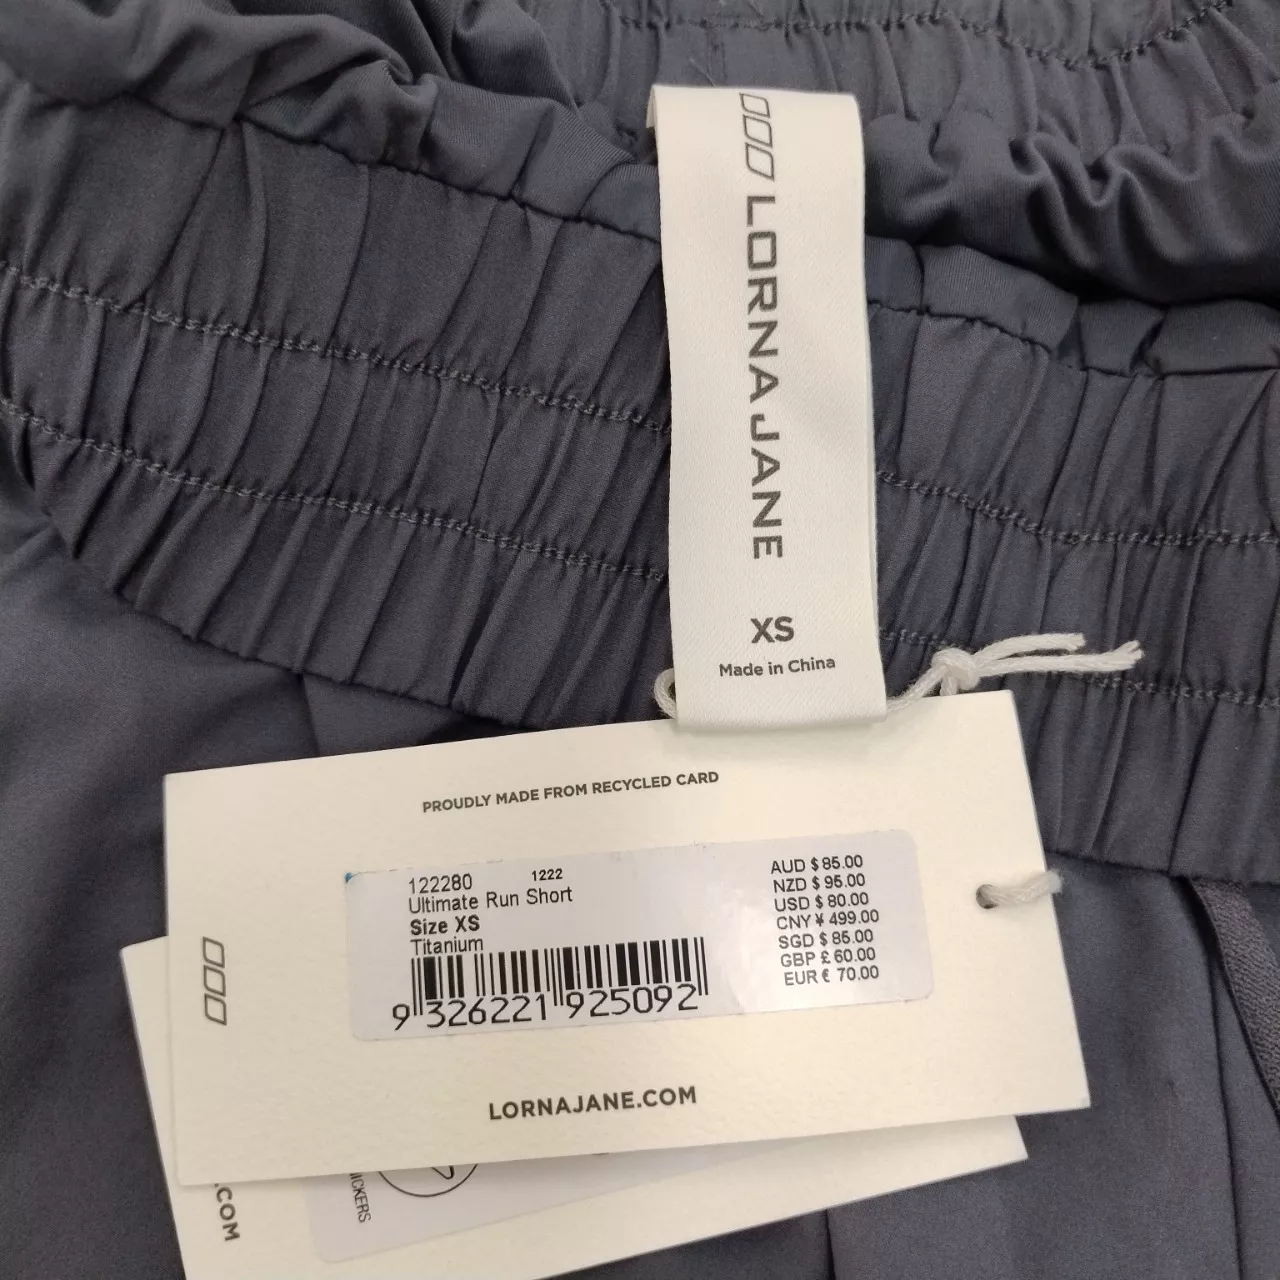 LORNA JANE
XS
Made in China
PROUDLY MADE FROM RECYCLED CARD
122280 1222
Ultimate Run Short
Size XS
Titanium
9 326221 925092
AUD $ 85.00
NZD $ 95.00
USD $ 80.00
CNY ¥ 499.00
SGD $ 85.00
GBP £ 60.00
EUR € 70.00
LORNAJANE.COM
.COM